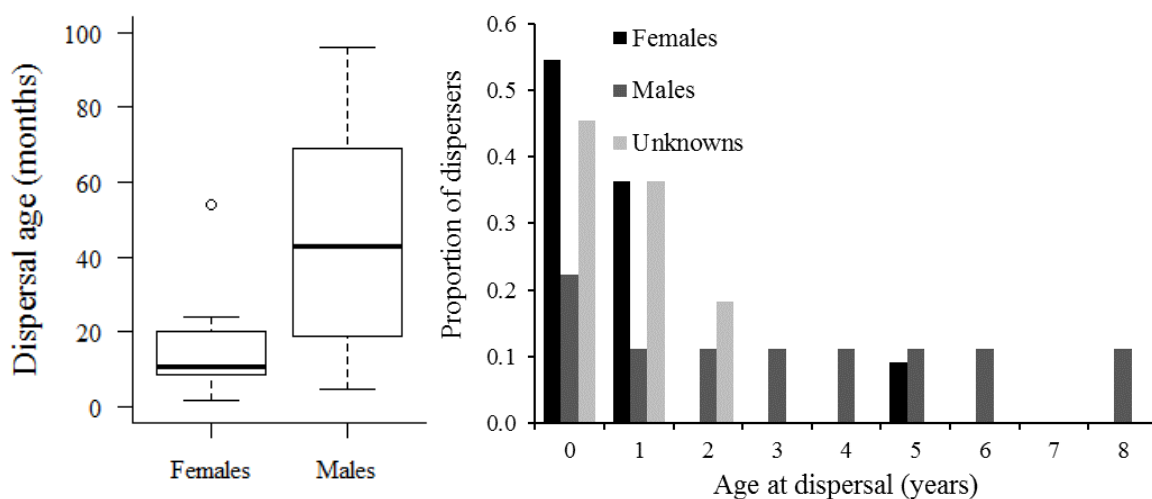 Dispersal age (months)
100
80
60
40
20
0
Females
Males
Proportion of dispersers
0.6
0.5
0.4
0.3
0.2
0.1
0.0
Females
Males
Unknowns
0 1 2 3 4 5 6 7 8
Age at dispersal (years)